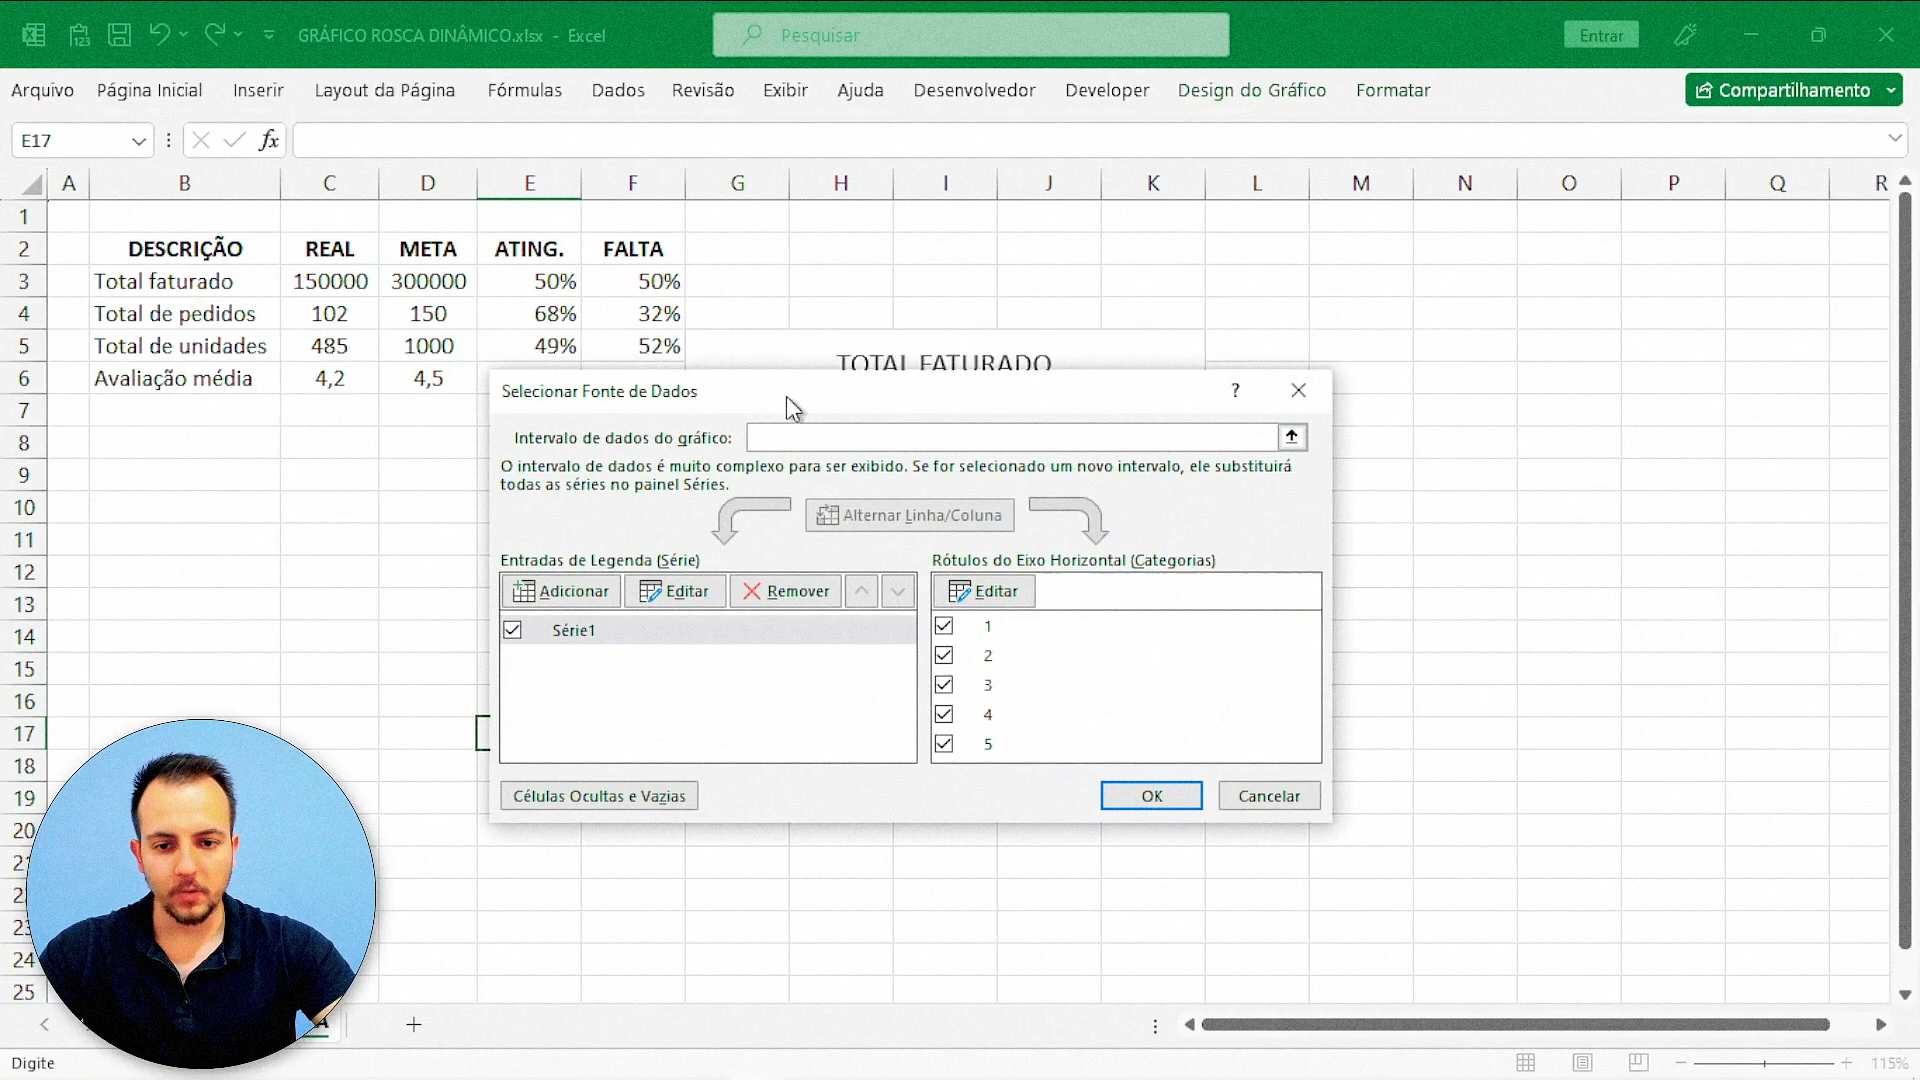 GRÁFICO ROSCA DINÂMICO.xlsx - Excel
Pesquisar
Entrar
Arquivo Página Inicial Inserir Layout da Página Fórmulas Dados Revisão Exibir Ajuda Desenvolvedor Developer Design do Gráfico Formatar Compartilhamento
E17 fx
A B C D E F G H I J K L M N O P Q R
1
2 DESCRIÇÃO REAL META ATING. FALTA
3 Total faturado 150000 300000 50% 50%
4 Total de pedidos 102 150 68% 32%
5 Total de unidades 485 1000 49% 52%
TOTAL FATURADO
6 Avaliação média 4,2 4,5
Selecionar Fonte de Dados ?
7
Intervalo de dados do gráfico:
8
O intervalo de dados é muito complexo para ser exibido. Se for selecionado um novo intervalo, ele substituirá
todas as séries no painel Séries.
9
10
Alternar Linha/Coluna
11
Entradas de Legenda (Série) Rótulos do Eixo Horizontal (Categorias)
12
Adicionar Editar Remover Editar
13
Série1 1
14
2
15
3
16
4
17
5
18
Células Ocultas e Vazias OK Cancelar
19
20
24
25
Digite 115%